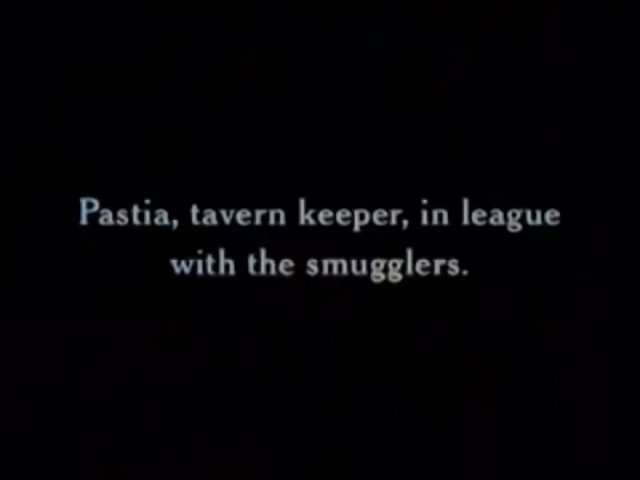 Pastia, tavern keeper, in league
with the smugglers.